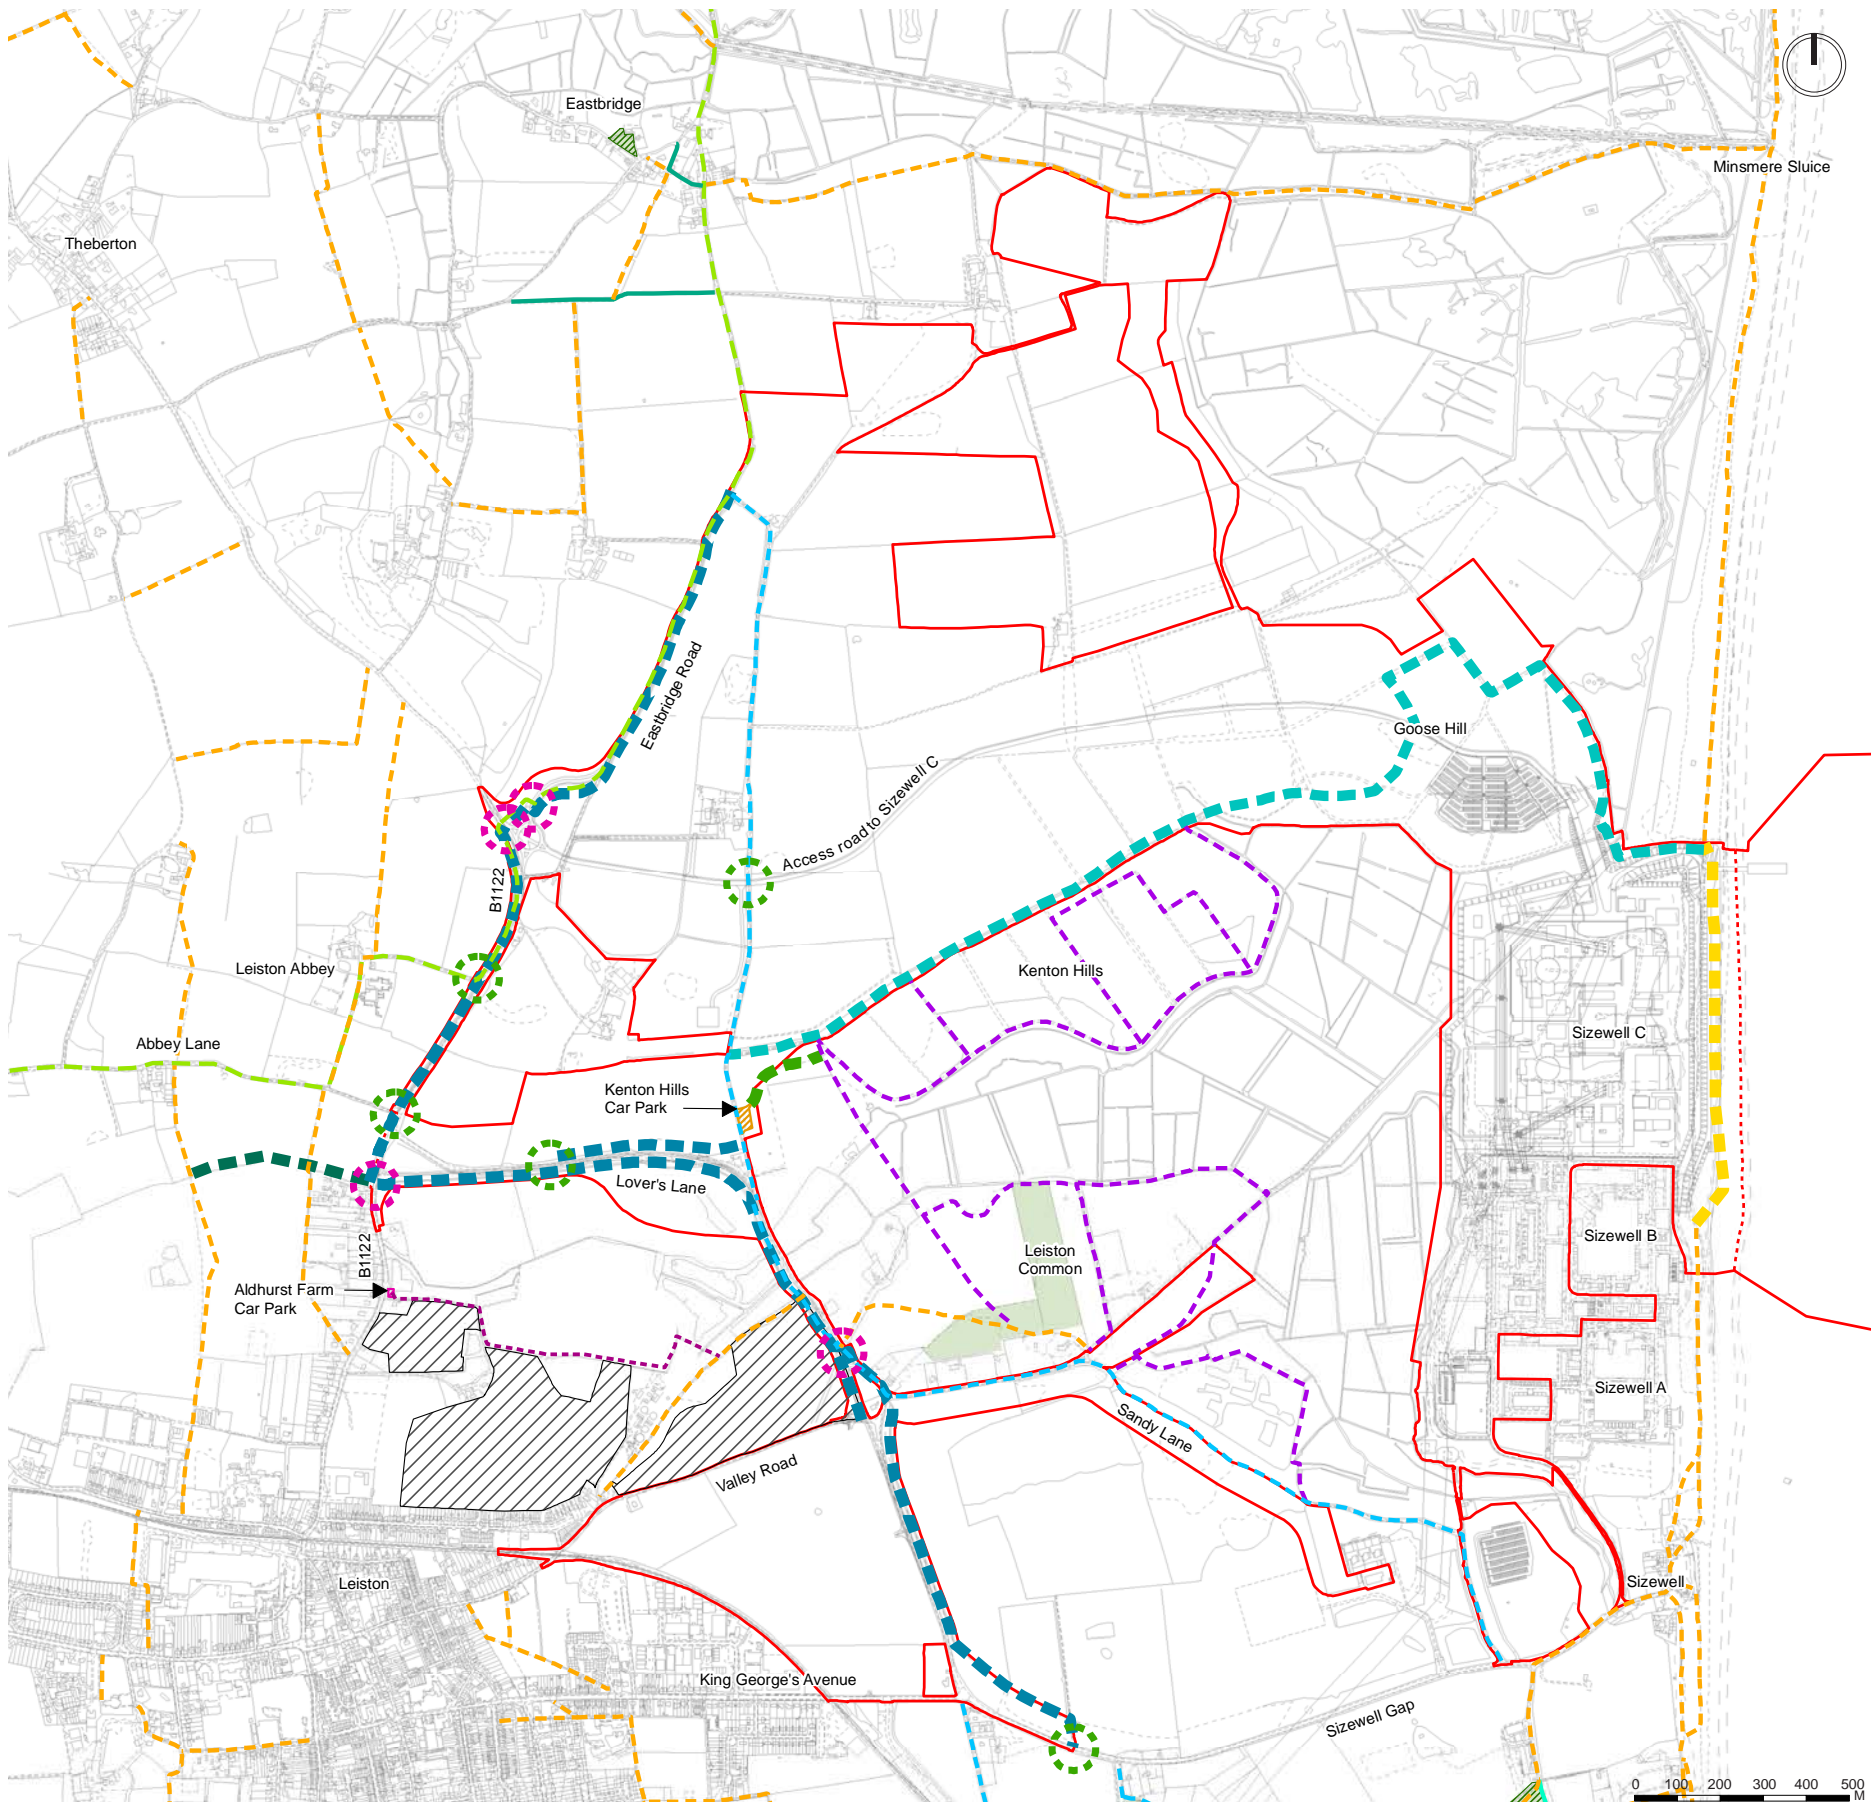 Eastbridge
Minsmere Sluice
Theberton
Eastbridge Road
Goose Hill
Access road to Sizewell C
B1122
Leiston Abbey
Kenton Hills
Sizewell C
Abbey Lane
Kenton Hills
Car Park
Lover's Lane
Sizewell B
B1122
Leiston
Common
Aldhurst Farm
Car Park
Sizewell A
Sandy Lane
Valley Road
Leiston
Sizewell
King George's Avenue
Sizewell Gap
0 100 200 300 400 500
M